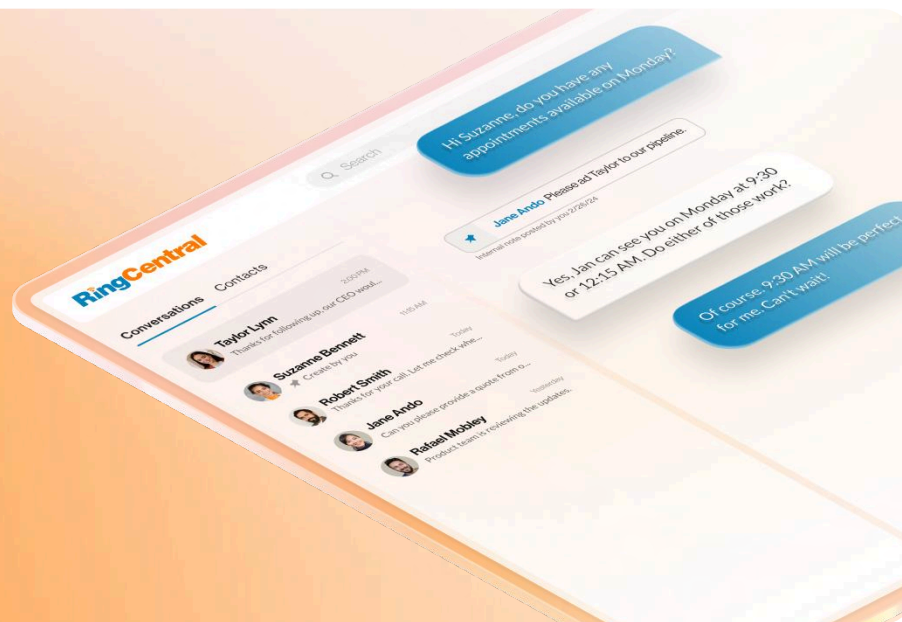 Search
RingCentral
Conversations
Contacts
Taylor Lynn
2:00 PM
Thanks for following up, our CEO woul...
Suzanne Bennett
11:15 AM
Create by you
Robert Smith
Today
Thanks for your call. Let me check whe...
Jane Ando
Today
Can you please provide a quote from o...
Rafael Mobley
Yesterday
Product team is reviewing the updates.
Hi Suzanne, do you have any
appointments available on Monday?
Jane Ando Please ad Taylor to our pipeline.
Internal note posted by you 2/26/24
Yes, Jan can see you on Monday at 9:30
or 12:15 AM. Do either of those work?
Of course. 9:30 AM will be perfect
for me. Can't wait!